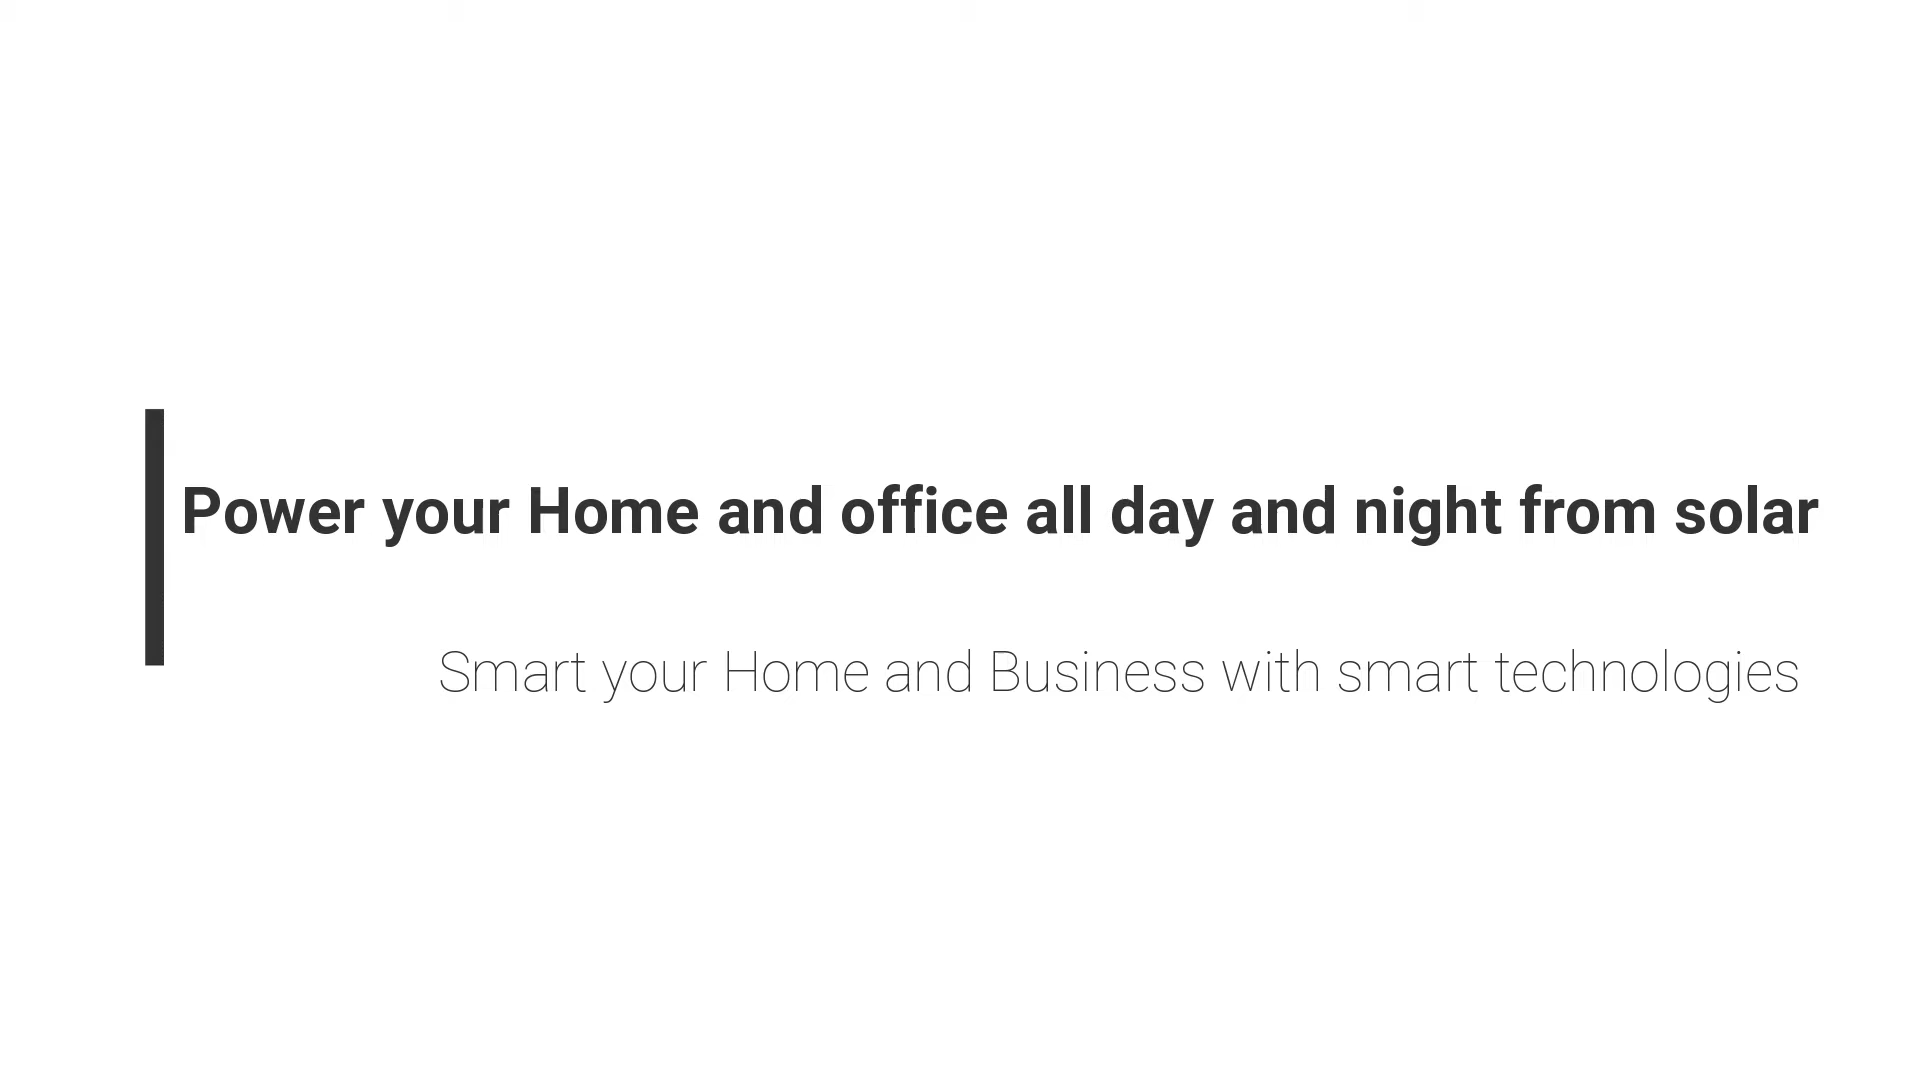 Power your Home and office all day and night from solar
Smart your Home and Business with smart technologies